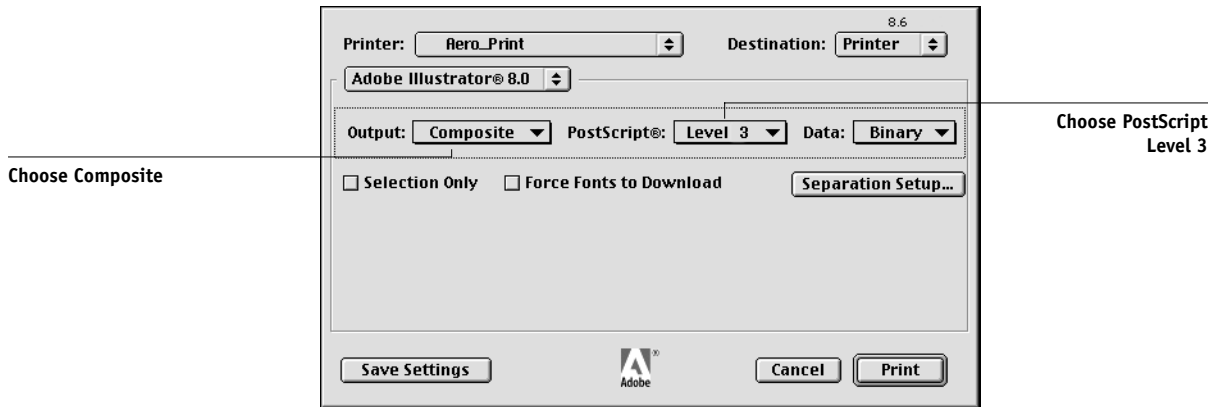 8.6
Printer: Aero_Print Destination: Printer
Adobe Illustrator® 8.0
Output: Composite PostScript®: Level 3 Data: Binary
Choose PostScript
Level 3
Choose Composite
Selection Only Force Fonts to Download Separation Setup...
Save Settings Adobe ® Cancel Print